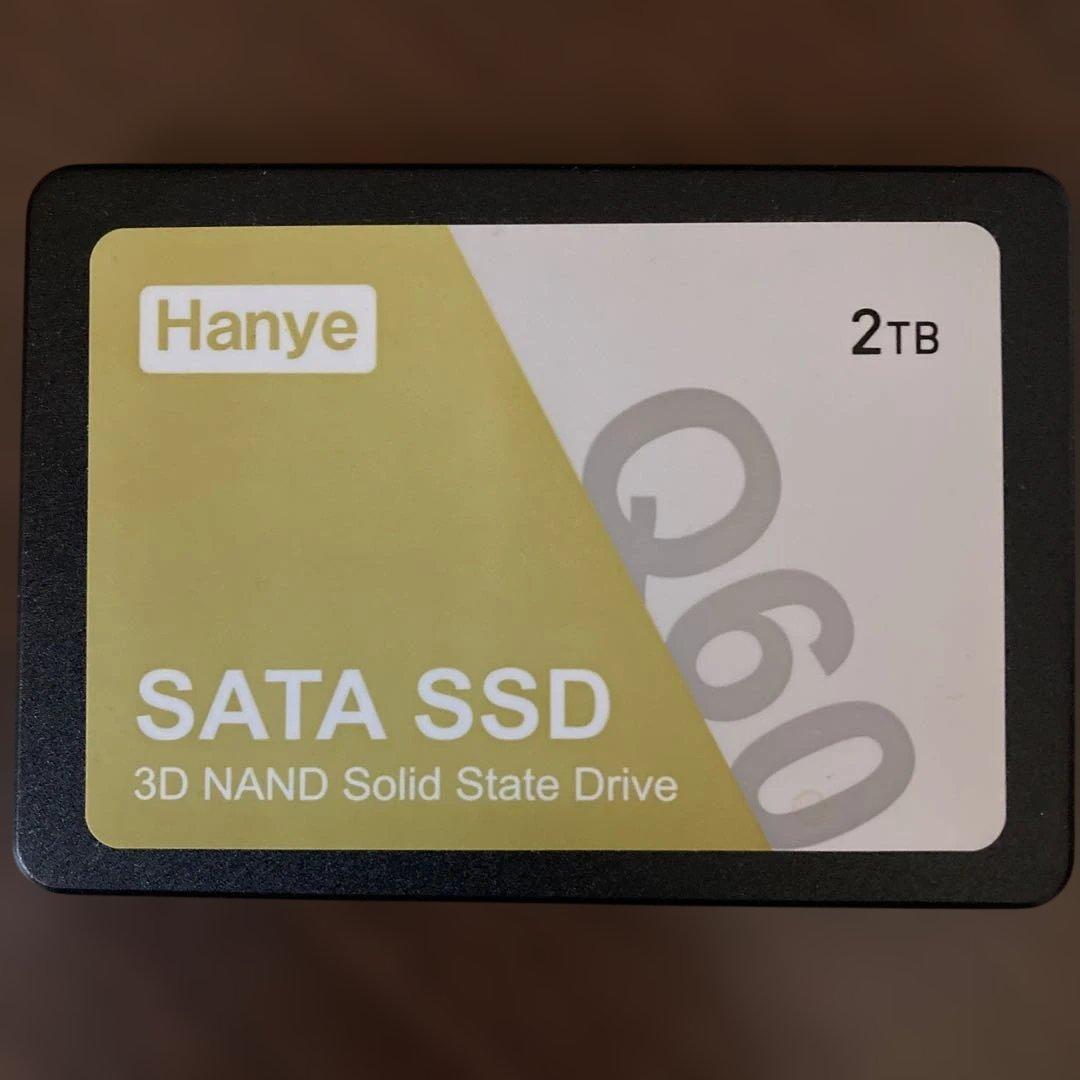 Hanye
2TB
Q60
SATA SSD
3D NAND Solid State Drive